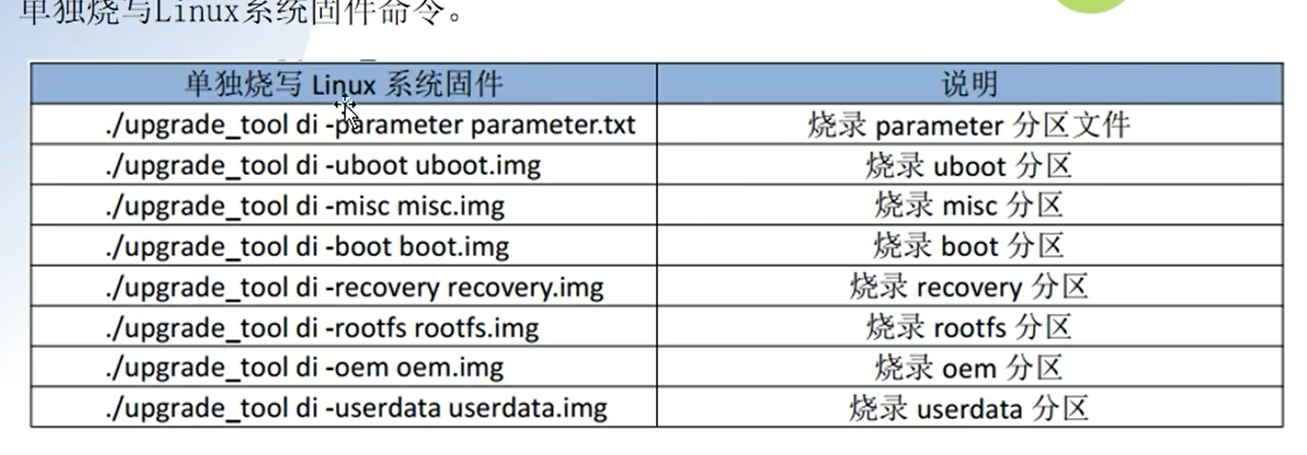 单独烧写Linux系统固件命令。
单独烧写 Linux 系统固件 说明
./upgrade_tool di -parameter parameter.txt 烧录 parameter 分区文件
./upgrade_tool di -uboot uboot.img 烧录 uboot 分区
./upgrade_tool di -misc misc.img 烧录 misc 分区
./upgrade_tool di -boot boot.img 烧录 boot 分区
./upgrade_tool di -recovery recovery.img 烧录 recovery 分区
./upgrade_tool di -rootfs rootfs.img 烧录 rootfs 分区
./upgrade_tool di -oem oem.img 烧录 oem 分区
./upgrade_tool di -userdata userdata.img 烧录 userdata 分区